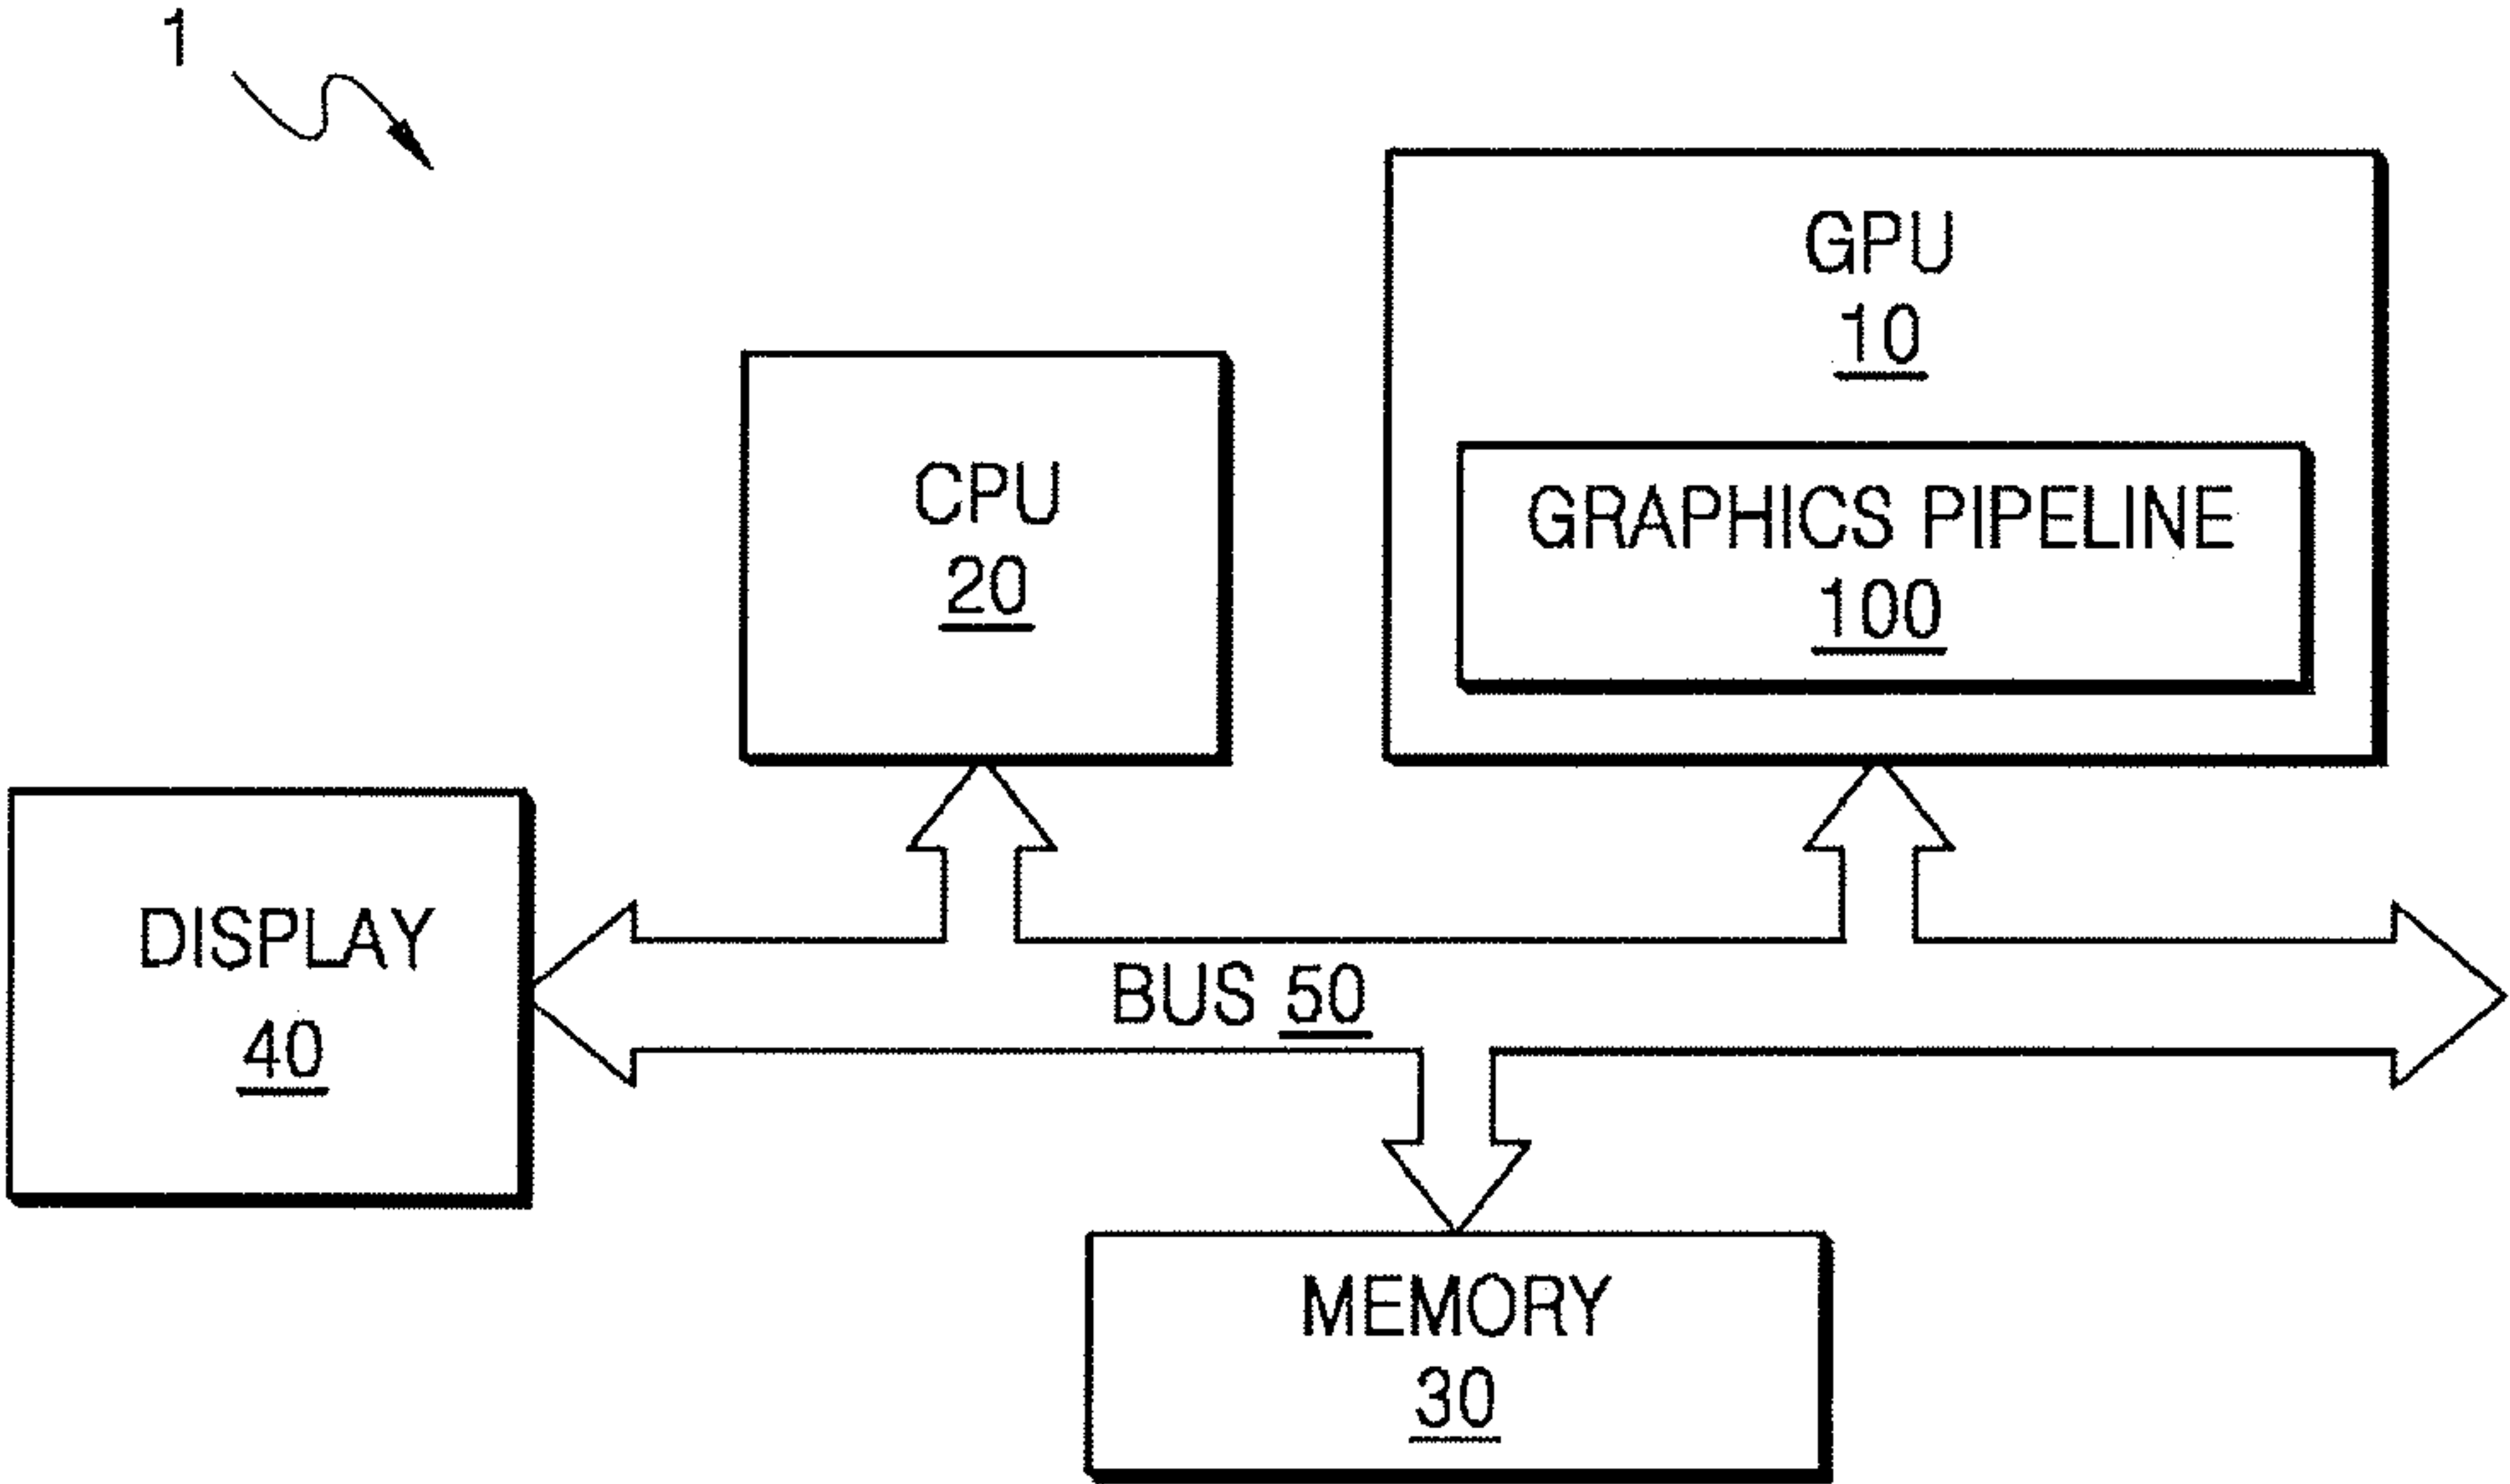 1
GPU
10
CPU
20
GRAPHICS PIPELINE
100
DISPLAY
40
BUS 50
MEMORY
30